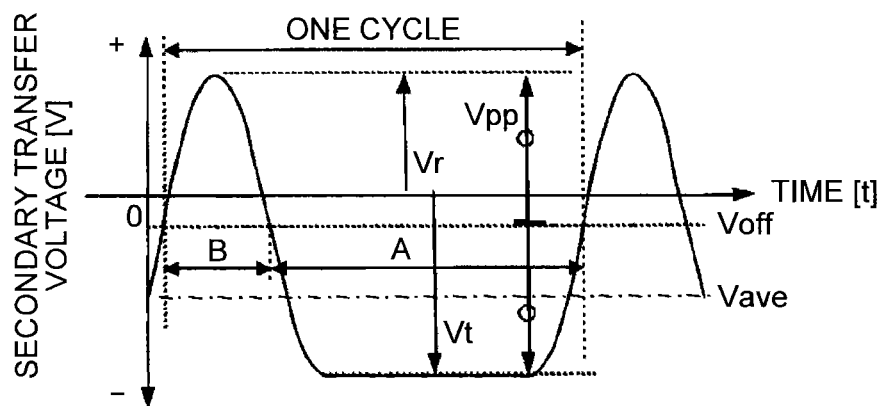 ONE CYCLE
+
SECONDARY TRANSFER
VOLTAGE [V]
Vpp
Vr
TIME [t]
0
Voff
B
A
Vave
Vt
−